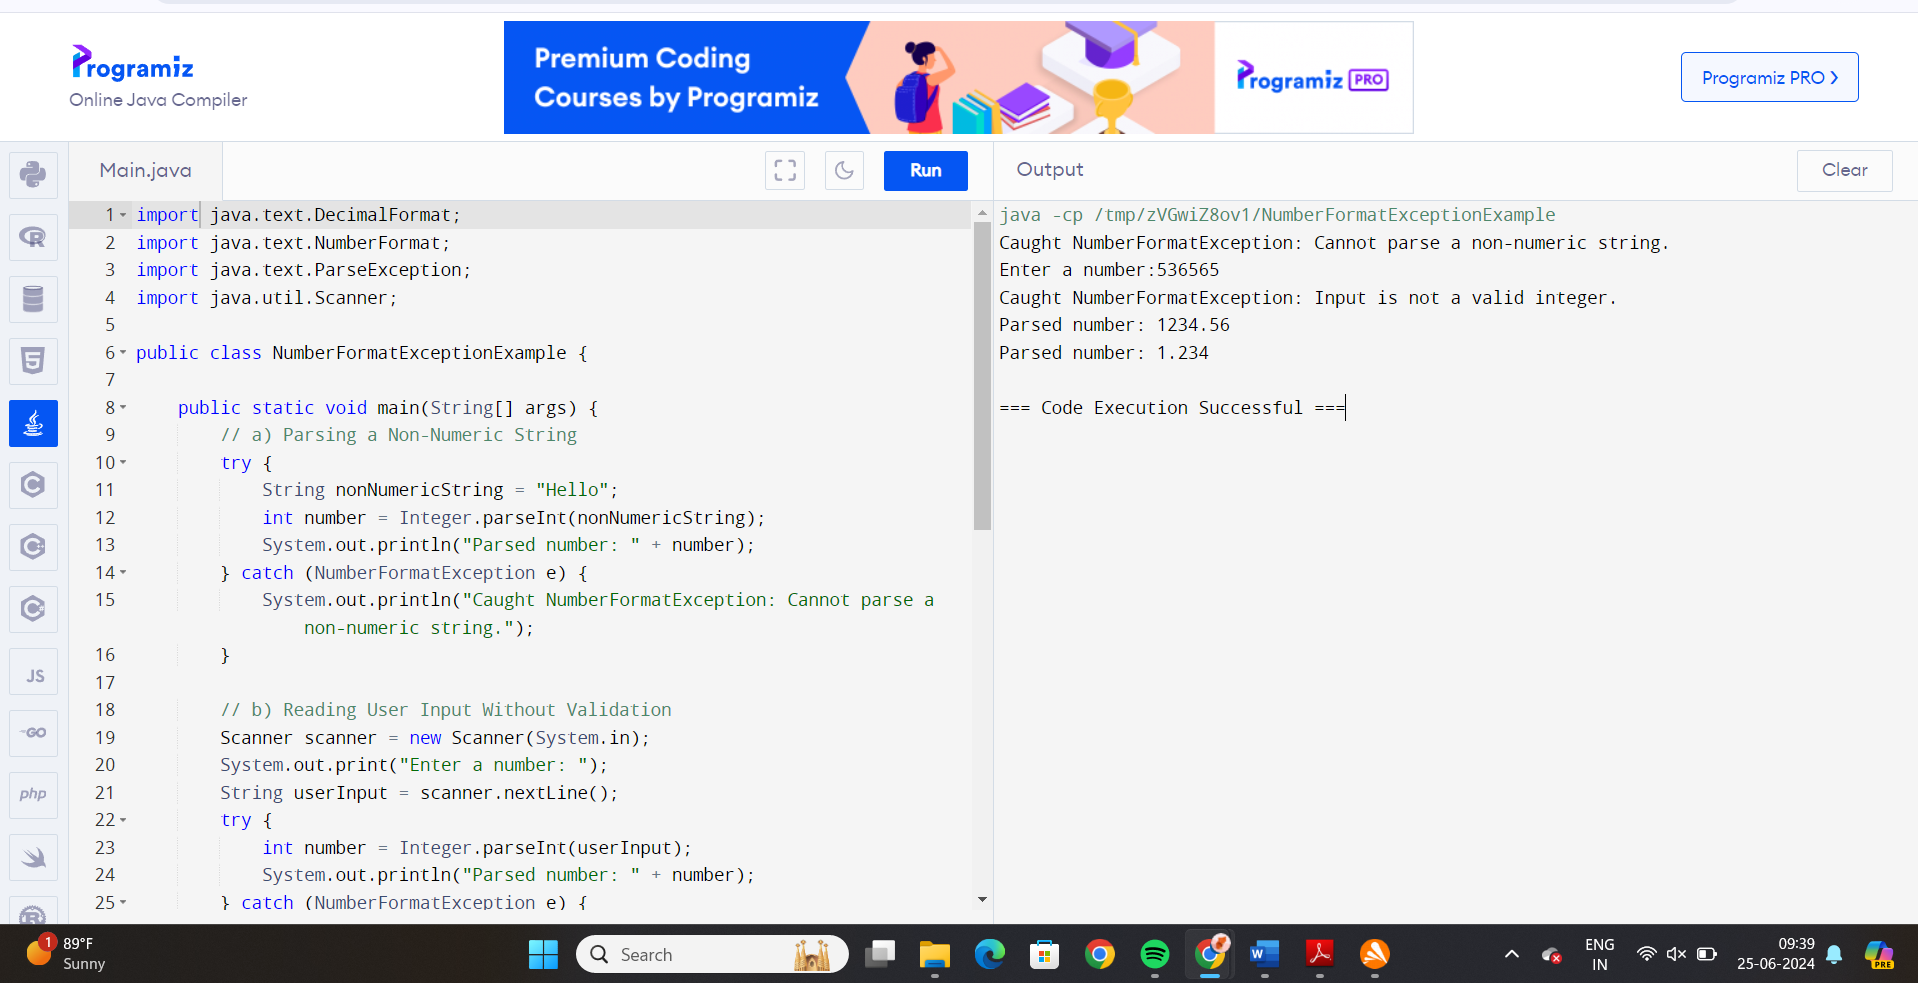 Programiz
Online Java Compiler
Premium Coding
Courses by Programiz
Programiz PRO
Programiz PRO
Main.java
Run
Output
Clear
1 import java.text.DecimalFormat;
2 import java.text.NumberFormat;
3 import java.text.ParseException;
4 import java.util.Scanner;
5
6 public class NumberFormatExceptionExample {
7
8 public static void main(String[] args) {
9 // a) Parsing a Non-Numeric String
10 try {
11 String nonNumericString = "Hello";
12 int number = Integer.parseInt(nonNumericString);
13 System.out.println("Parsed number: " + number);
14 } catch (NumberFormatException e) {
15 System.out.println("Caught NumberFormatException: Cannot parse a
non-numeric string.");
16 }
17
18 // b) Reading User Input Without Validation
19 Scanner scanner = new Scanner(System.in);
20 System.out.print("Enter a number: ");
21 String userInput = scanner.nextLine();
22 try {
23 int number = Integer.parseInt(userInput);
24 System.out.println("Parsed number: " + number);
25 } catch (NumberFormatException e) {
java -cp /tmp/zVGwiZ8ov1/NumberFormatExceptionExample
Caught NumberFormatException: Cannot parse a non-numeric string.
Enter a number:536565
Caught NumberFormatException: Input is not a valid integer.
Parsed number: 1234.56
Parsed number: 1.234
=== Code Execution Successful ===
R
5
C
C
C
JS
GO
php
R
1
89°F
Sunny
Search
W
PRE
ENG
IN
09:39
25-06-2024